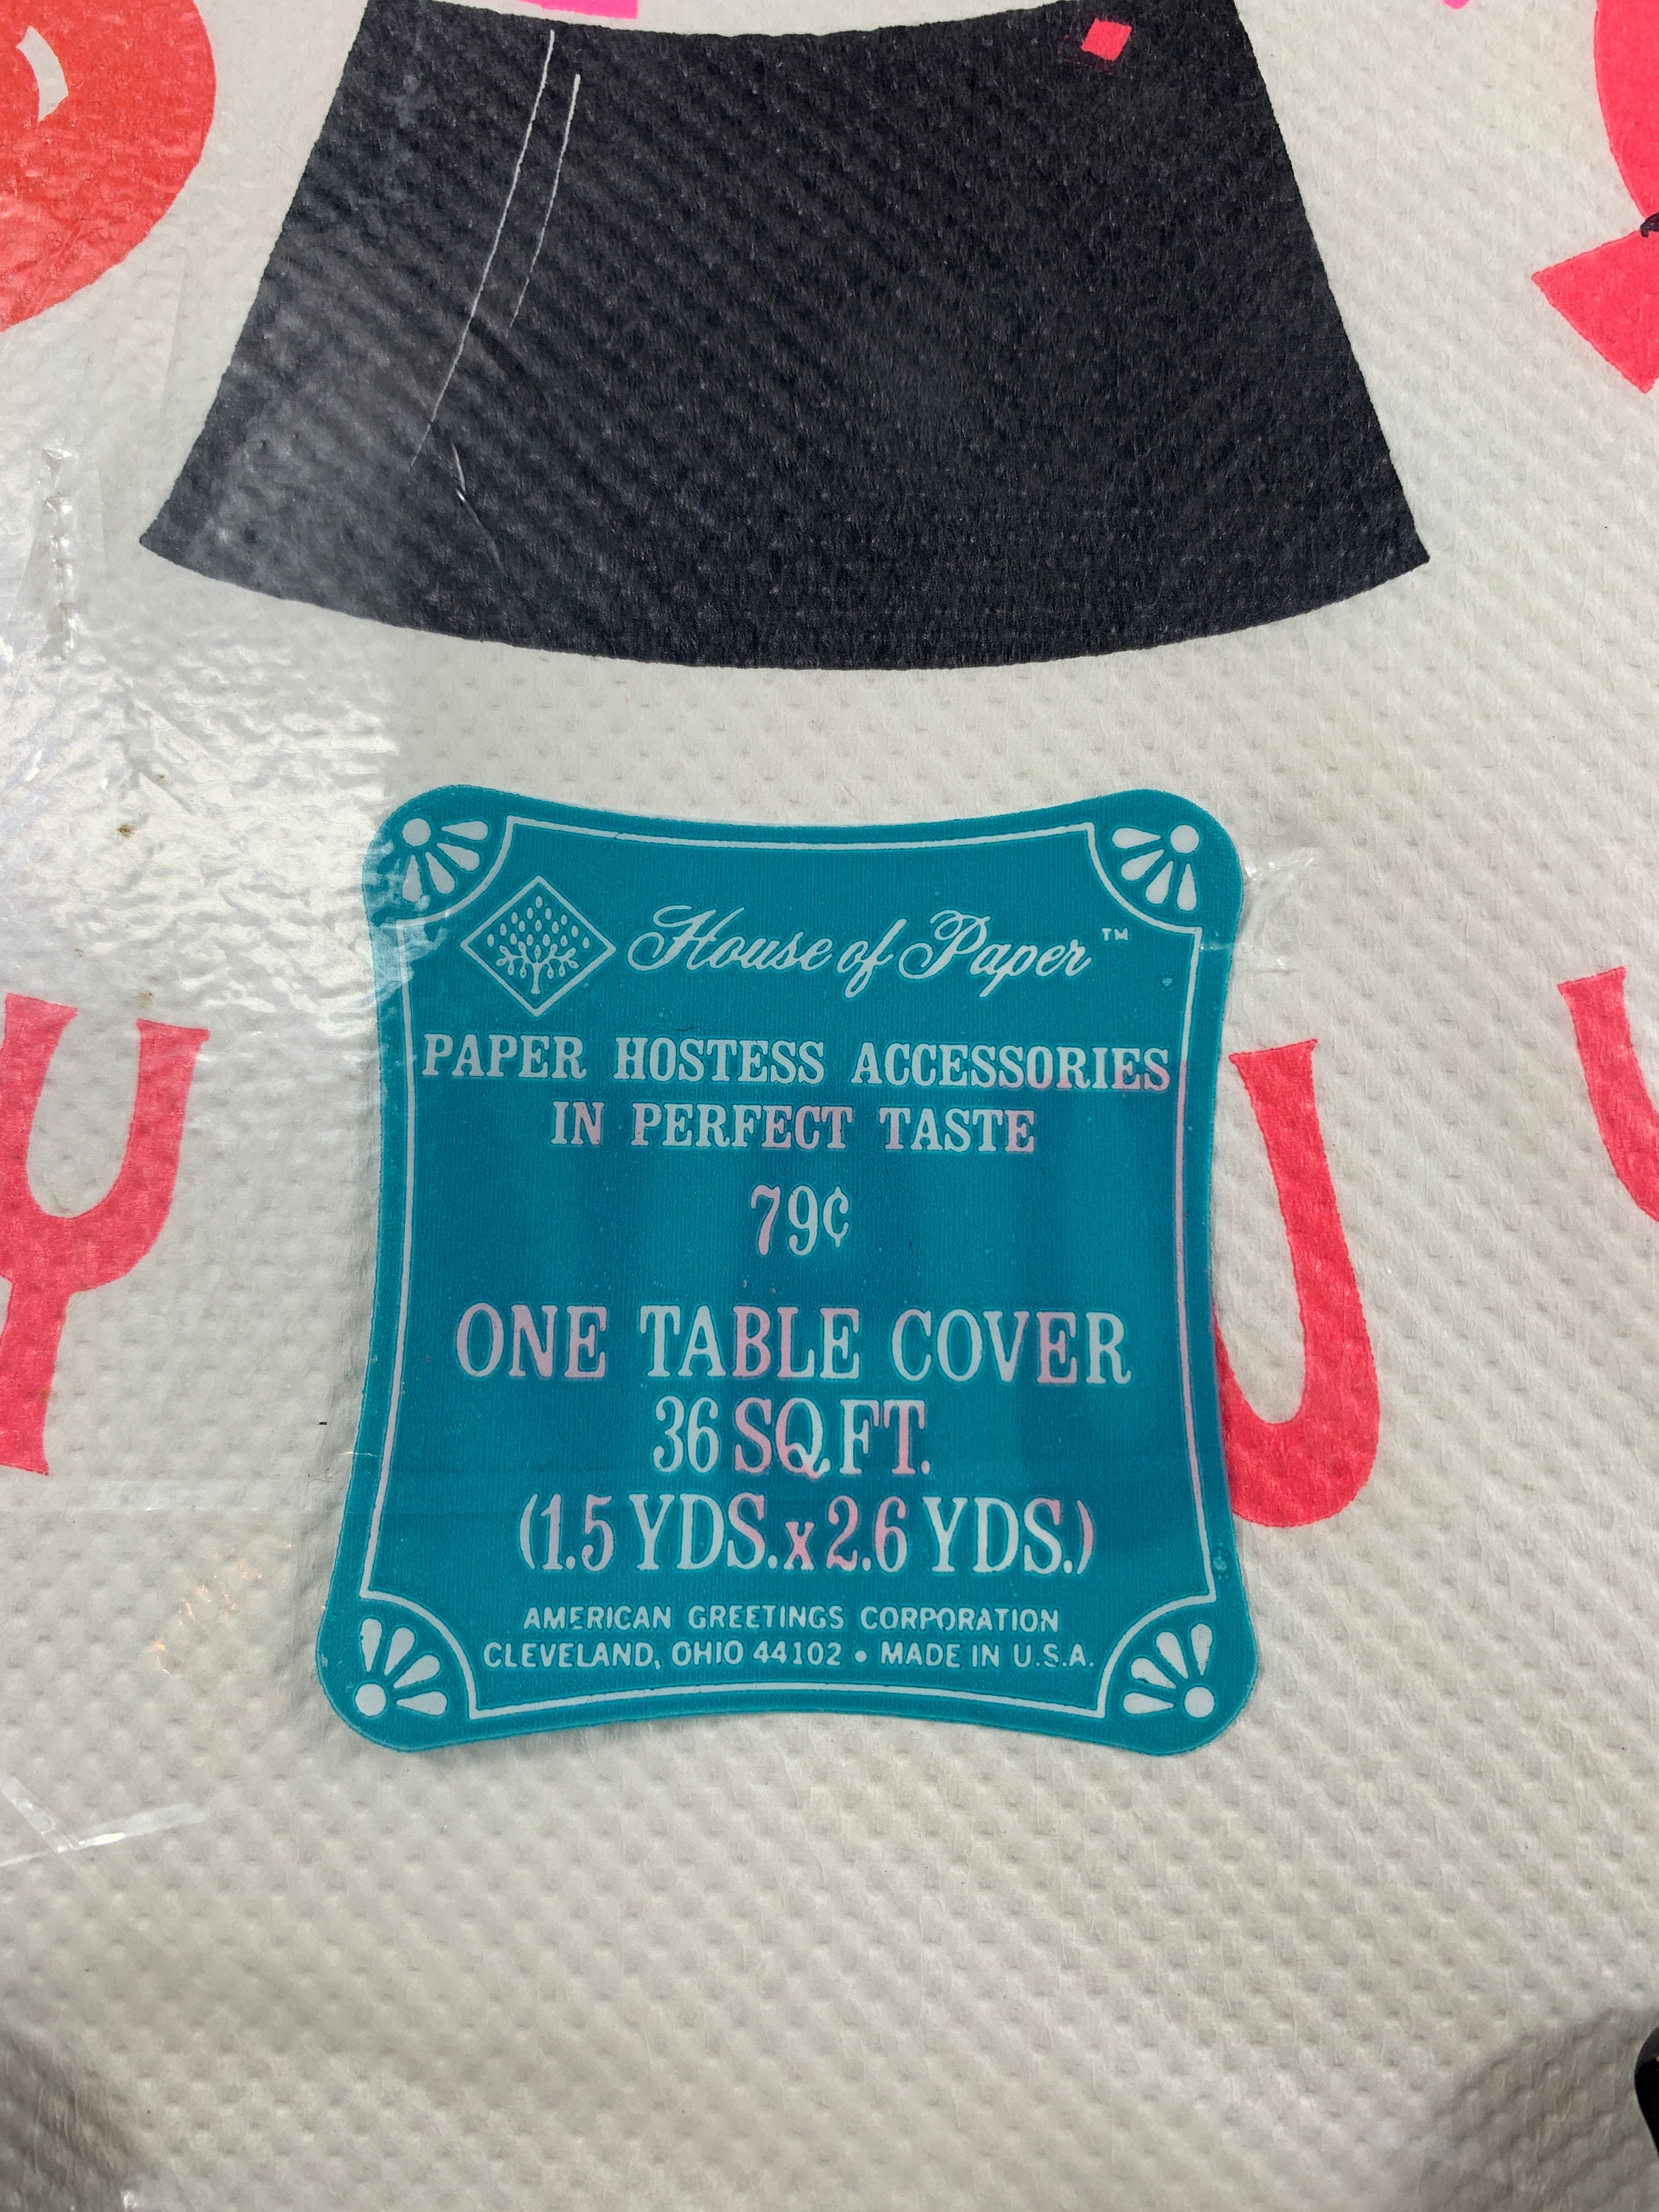 House of Paper™
PAPER HOSTESS ACCESSORIES
IN PERFECT TASTE
79¢
ONE TABLE COVER
36 SQ. FT.
(1.5 YDS. x 2.6 YDS.)
AMERICAN GREETINGS CORPORATION
CLEVELAND, OHIO 44102 • MADE IN U.S.A.
Y U